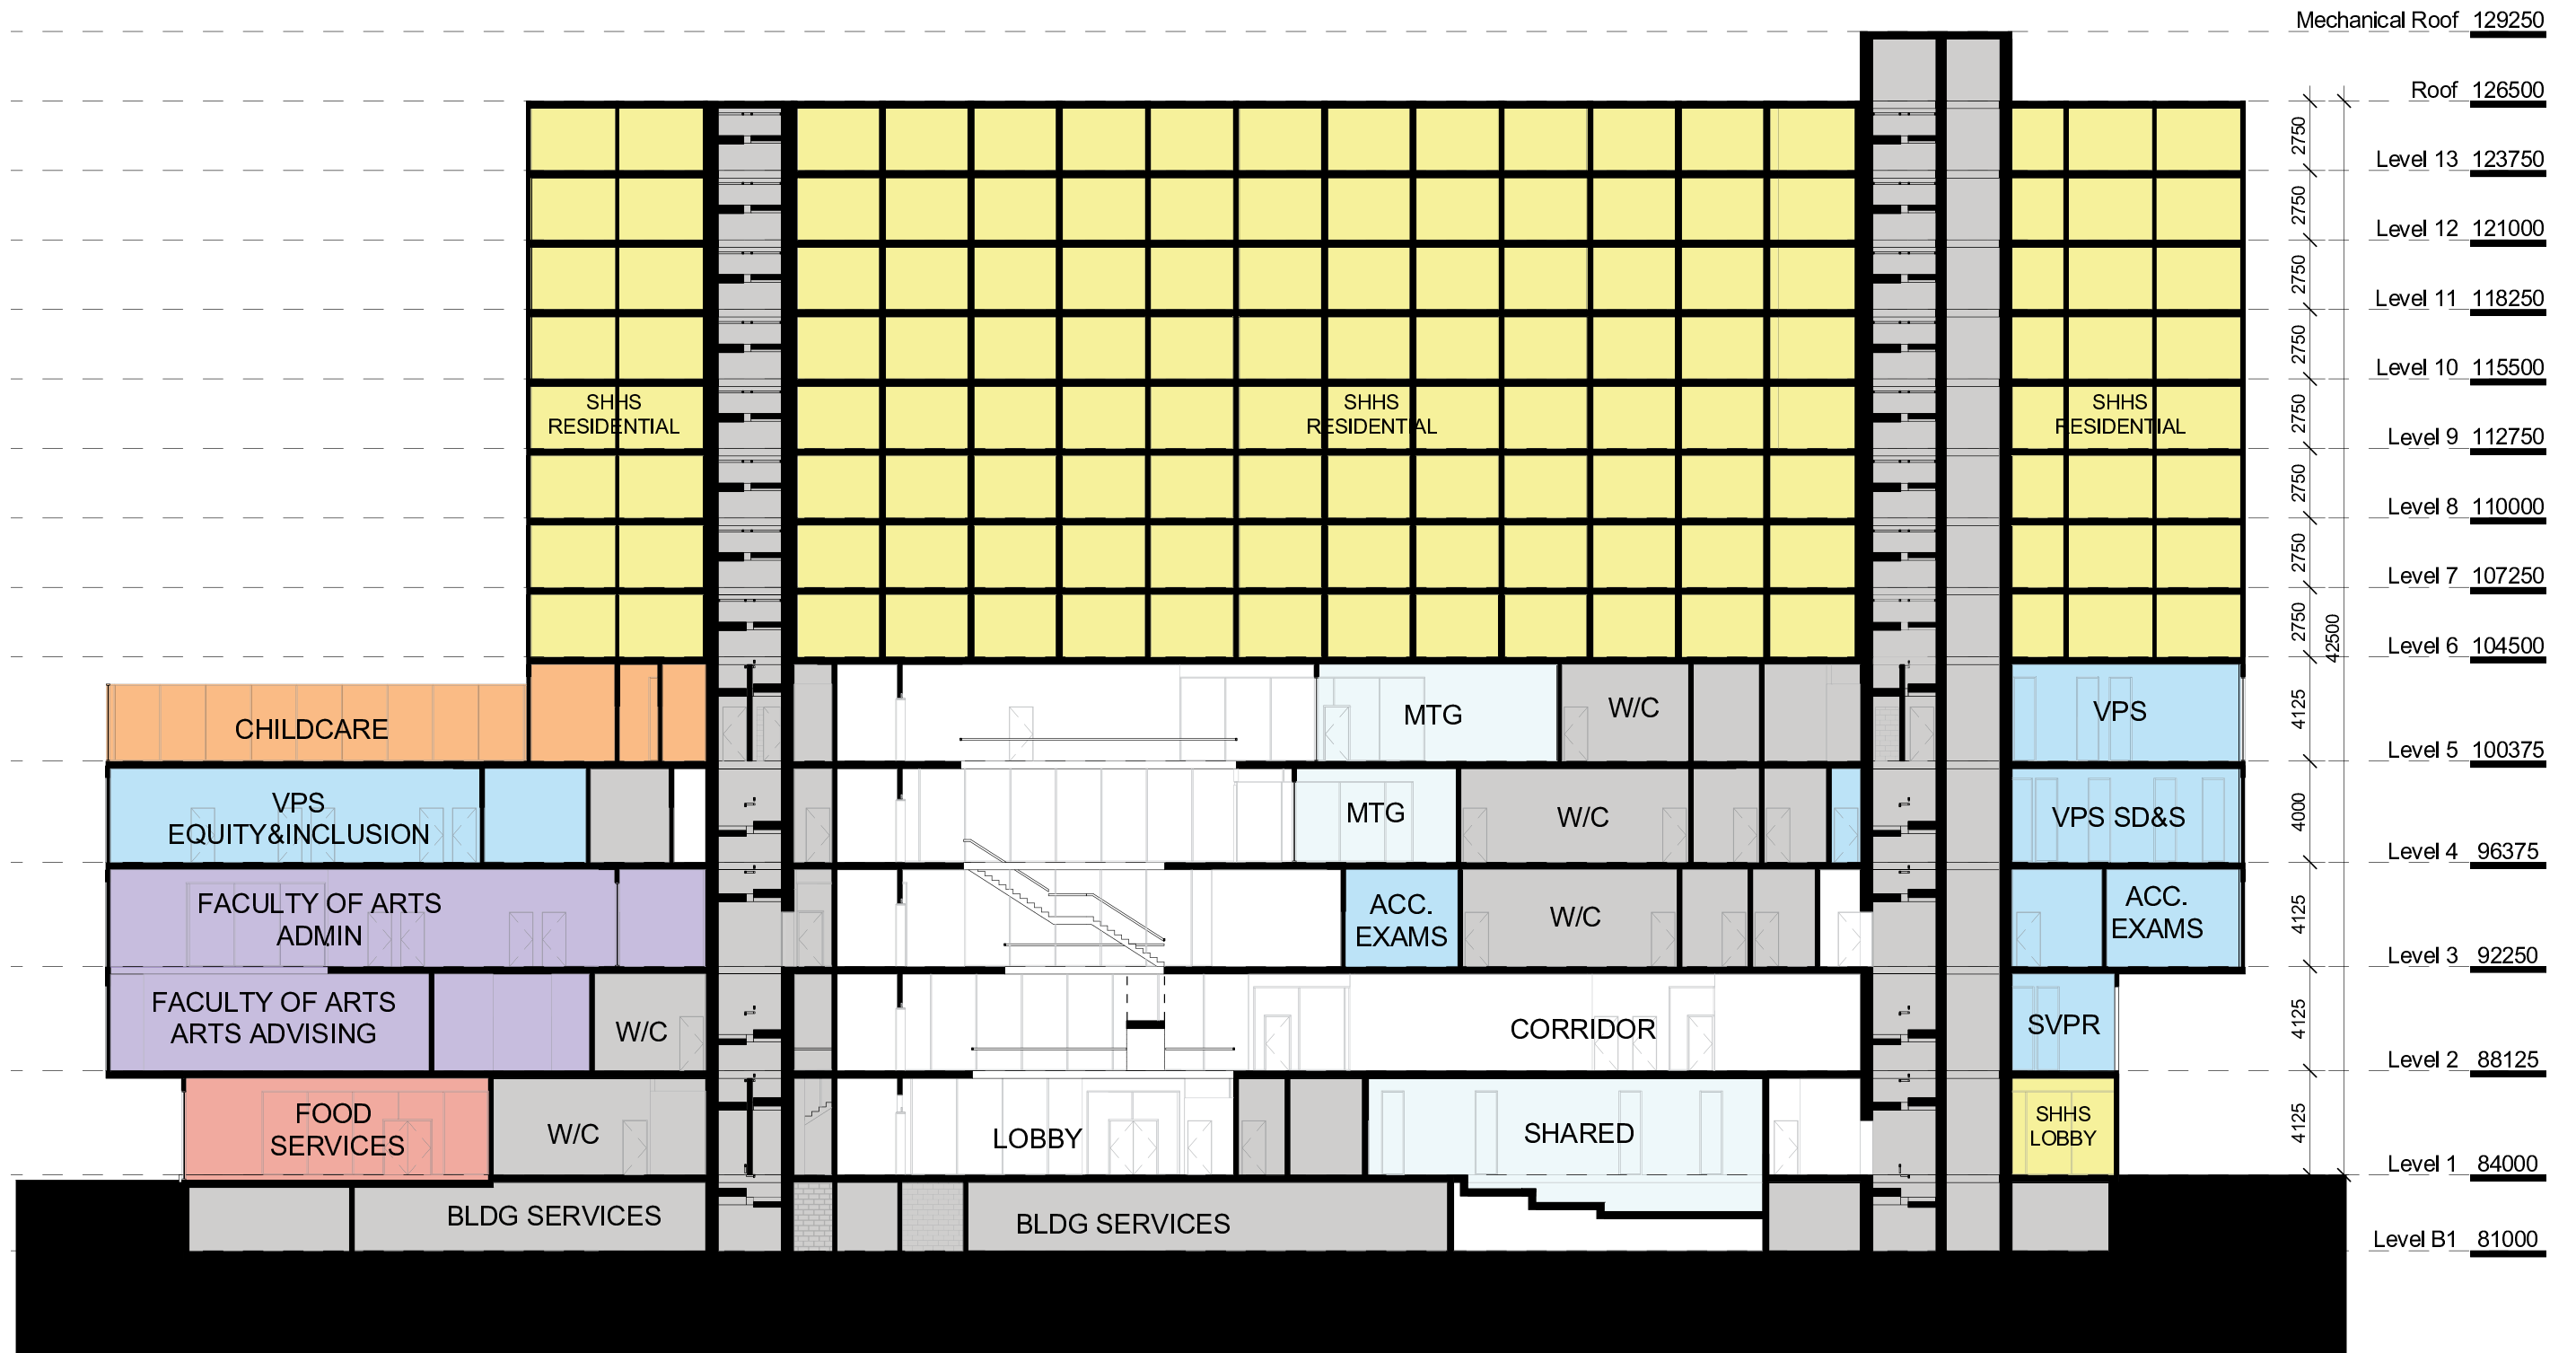 Mechanical Roof 129250
Roof 126500
2750
Level 13 123750
2750
Level 12 121000
2750
Level 11 118250
2750
Level 10 115500
SHHS
RESIDENTIAL
SHHS
RESIDENTIAL
SHHS
RESIDENTIAL
2750
Level 9 112750
2750
Level 8 110000
2750
Level 7 107250
2750
42500
Level 6 104500
CHILDCARE
MTG
W/C
VPS
4125
Level 5 100375
VPS
EQUITY&INCLUSION
MTG
W/C
VPS SD&S
4000
Level 4 96375
FACULTY OF ARTS
ADMIN
ACC.
EXAMS
W/C
ACC.
EXAMS
4125
Level 3 92250
FACULTY OF ARTS
ARTS ADVISING
W/C
CORRIDOR
SVPR
4125
Level 2 88125
FOOD
SERVICES
W/C
LOBBY
SHARED
SHHS
LOBBY
4125
Level 1 84000
BLDG SERVICES
BLDG SERVICES
Level B1 81000